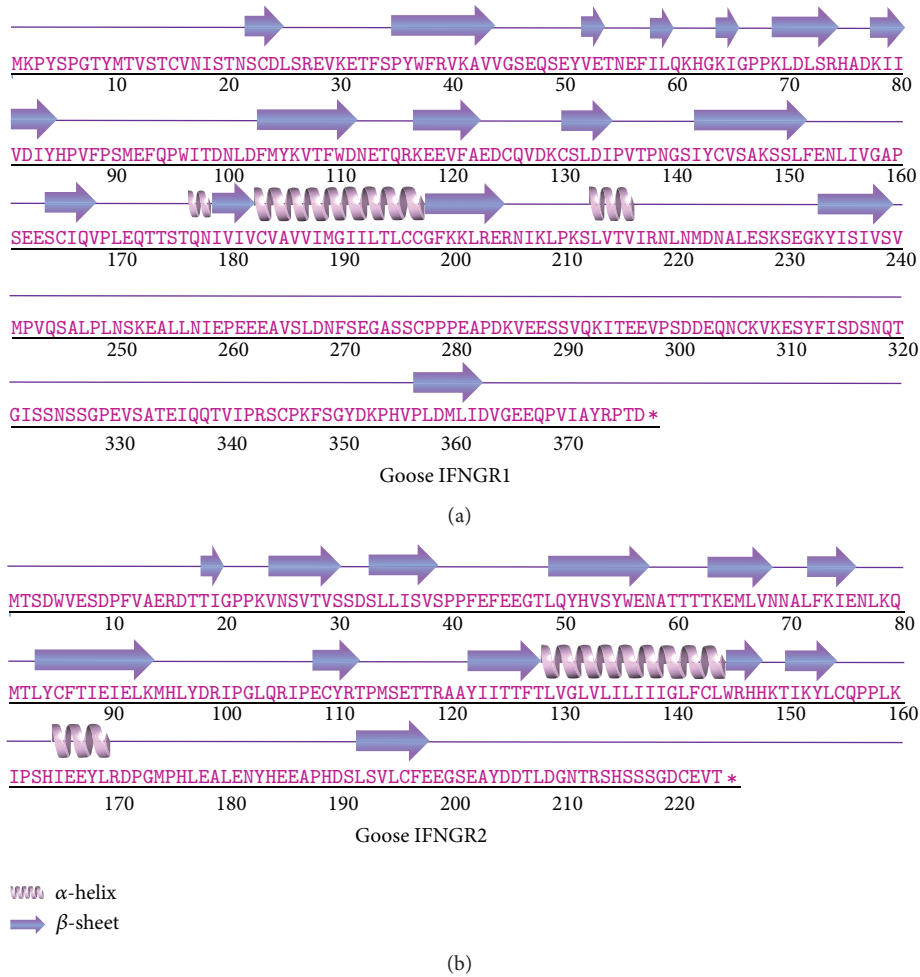 MKPYSPGTYMTVSTCVNISTNSCDLSREVKETFSPYWFRVKAVVGSEQSEYVETNEFILQKHGKIGPPKLDLSRHADKII
10 20 30 40 50 60 70 80
VDIYHPVFPSMEFQPWITDNLDFMYKVTFWDNETQRKEEVFAEDCQVDKCSLDIPVTPNGSIYCVSAKSSLFENLIVGAP
90 100 110 120 130 140 150 160
SEESCIQVPLEQTTSTQNIVIVCVAVVIMGIILTLCCGFKKLRERNIKLPKSLVTVIRNLNMDNALESKSEGKYISIVSV
170 180 190 200 210 220 230 240
MPVQSALPLNSKEALLNIEPEEEAVSLDNFSEGASSCPPPEAPDKVEESSVQKITEEVPSDDEQNCKVKESYFISDSNQT
250 260 270 280 290 300 310 320
GISSNSSGPEVSATEIQQTVIPRSCPKFSGYDKPHVPLDMLIDVGEEQPVIAYRPTD*
330 340 350 360 370
Goose IFNGR1
(a)
MTSDWVESDPFVAERDTTIGPPKVNSVTVSSDSLLISVSPPFEFEEGTLQYHVSYWENATTTTKEMLVNNALFKIENLKQ
10 20 30 40 50 60 70 80
MTLYCFTIEIELKMHLYDRIPGLQRIPECYRTPMSETTRAAYIITTFTLVGLVLILIIIGLFCLWRHHKTIKYLCQPPLK
90 100 110 120 130 140 150 160
IPSHIEEYLRDPGMPHLEALENYHEEAPHDSLSVLCFEEGSEAYDDTLDGNTRSHSSSGDCEVT*
170 180 190 200 210 220
Goose IFNGR2
α-helix
β-sheet
(b)